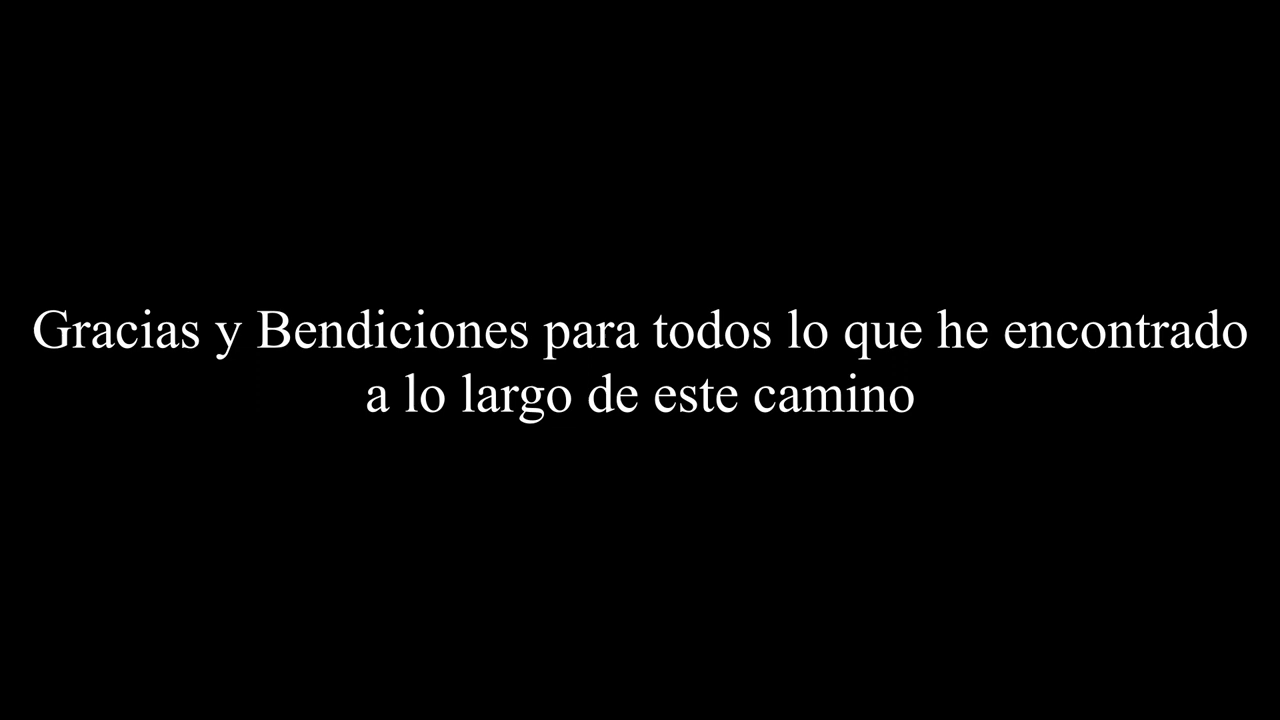 Gracias y Bendiciones para todos lo que he encontrado
a lo largo de este camino